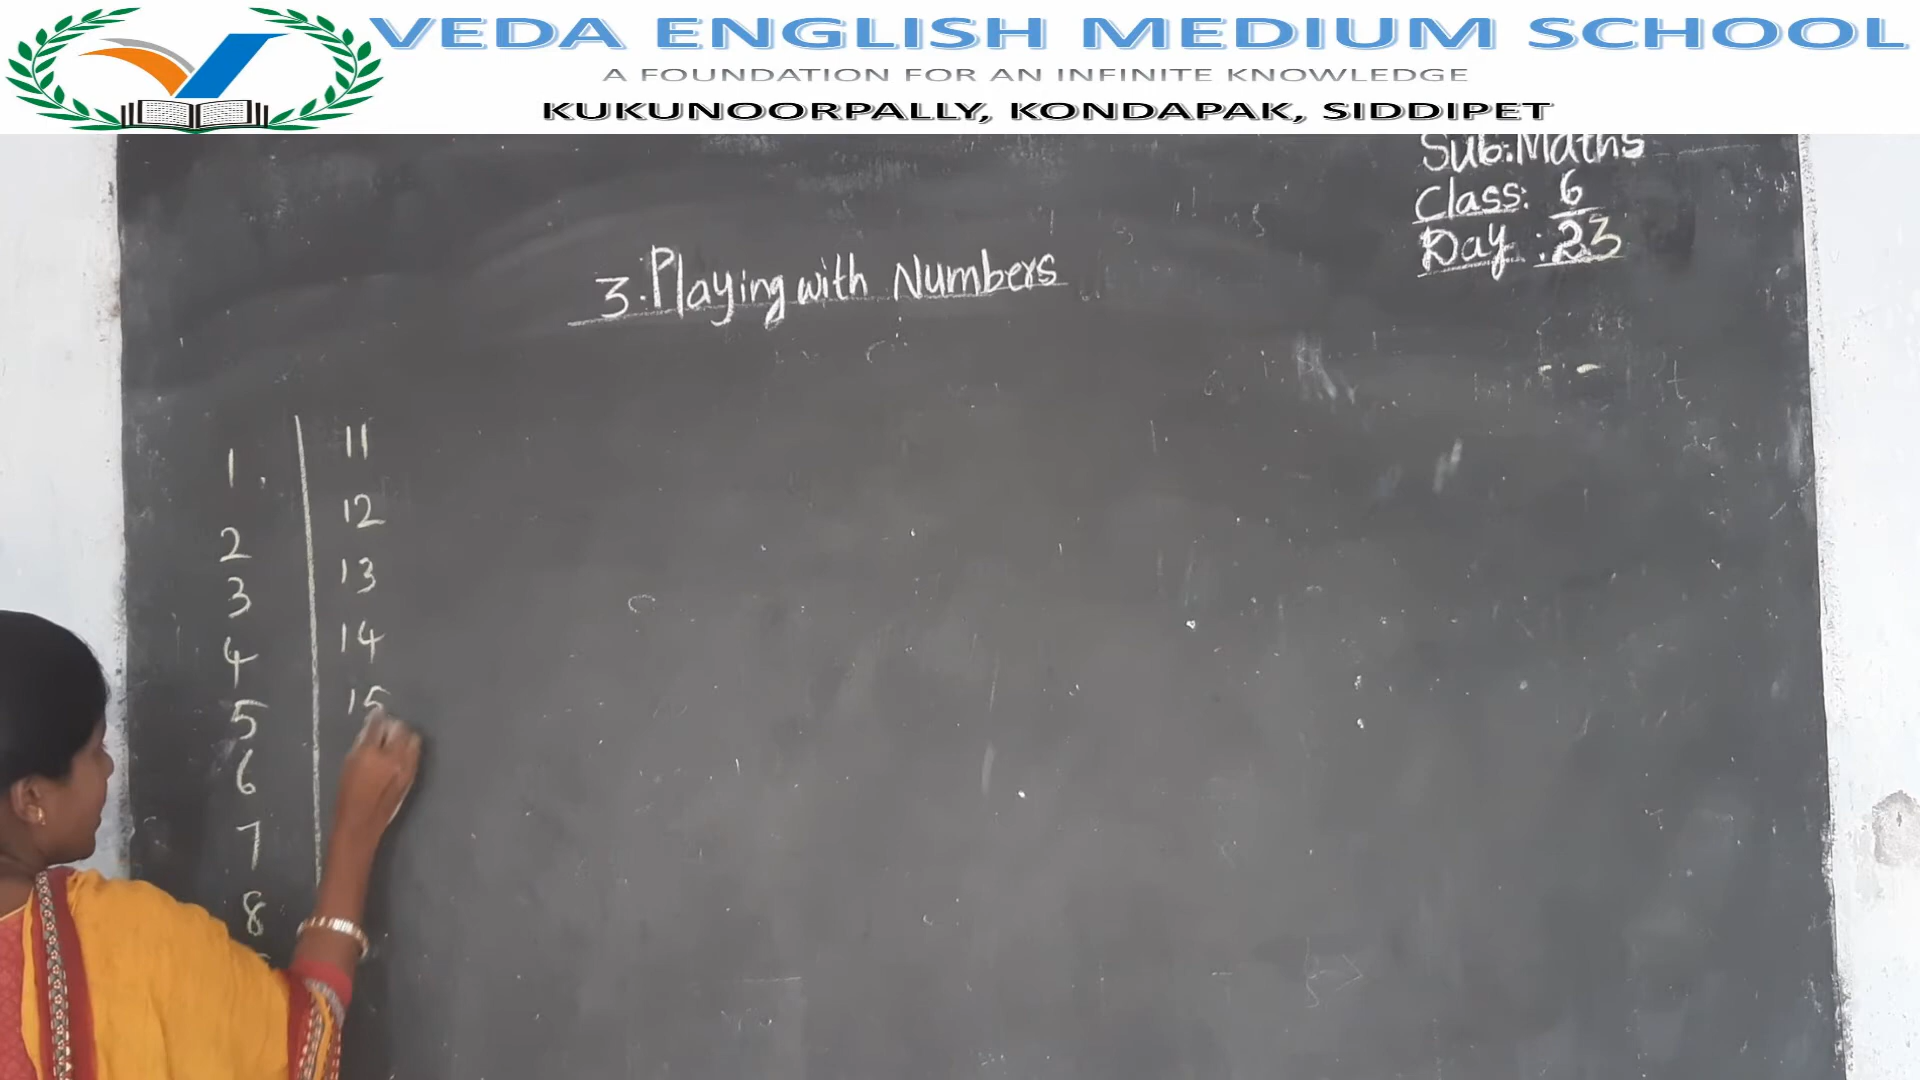 VEDA ENGLISH MEDIUM SCHOOL
A FOUNDATION FOR AN INFINITE KNOWLEDGE
KUKUNOORPALLY, KONDAPAK, SIDDIPET
Sub:Maths
Class: 6
Day :23
3.Playing with Numbers
1.
2
3
4
5
6
7
8
11
12
13
14
15